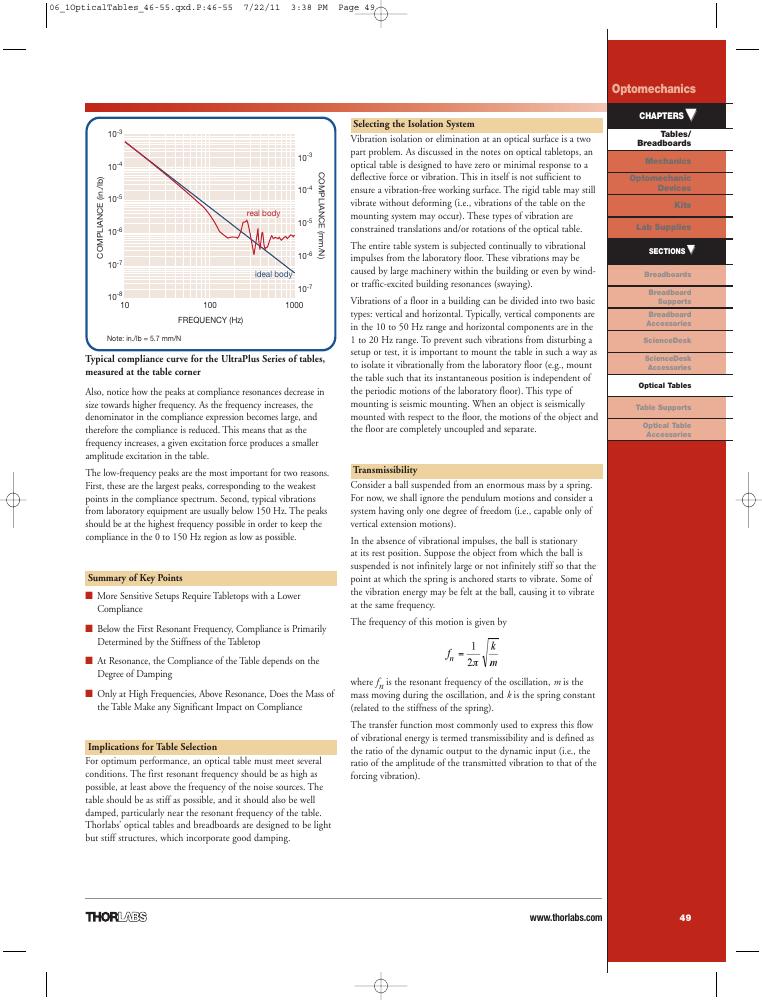 06_1OpticalTables_46-55.qxd.P:46-55 7/22/11 3:38 PM Page 49
Optomechanics
CHAPTERS
Tables/
Breadboards
Mechanics
Optomechanic
Devices
Kits
Lab Supplies
SECTIONS
Breadboards
Breadboard
Supports
Breadboard
Accessories
ScienceDesk
ScienceDesk
Accessories
Optical Tables
Table Supports
Optical Table
Accessories
COMPLIANCE (in./lb)
10-3
10-4
10-5
10-6
10-7
10-8
10-3
10-4
10-5
10-6
10-7
COMPLIANCE (mm/N)
real body
ideal body
10
100
1000
FREQUENCY (Hz)
Note: in./lb = 5.7 mm/N
Typical compliance curve for the UltraPlus Series of tables,
measured at the table corner
Also, notice how the peaks at compliance resonances decrease in
size towards higher frequency. As the frequency increases, the
denominator in the compliance expression becomes large, and
therefore the compliance is reduced. This means that as the
frequency increases, a given excitation force produces a smaller
amplitude excitation in the table.
The low-frequency peaks are the most important for two reasons.
First, these are the largest peaks, corresponding to the weakest
points in the compliance spectrum. Second, typical vibrations
from laboratory equipment are usually below 150 Hz. The peaks
should be at the highest frequency possible in order to keep the
compliance in the 0 to 150 Hz region as low as possible.
Summary of Key Points
More Sensitive Setups Require Tabletops with a Lower
Compliance
Below the First Resonant Frequency, Compliance is Primarily
Determined by the Stiffness of the Tabletop
At Resonance, the Compliance of the Table depends on the
Degree of Damping
Only at High Frequencies, Above Resonance, Does the Mass of
the Table Make any Significant Impact on Compliance
Implications for Table Selection
For optimum performance, an optical table must meet several
conditions. The first resonant frequency should be as high as
possible, at least above the frequency of the noise sources. The
table should be as stiff as possible, and it should also be well
damped, particularly near the resonant frequency of the table.
Thorlabs' optical tables and breadboards are designed to be light
but stiff structures, which incorporate good damping.
Selecting the Isolation System
Vibration isolation or elimination at an optical surface is a two
part problem. As discussed in the notes on optical tabletops, an
optical table is designed to have zero or minimal response to a
deflective force or vibration. This in itself is not sufficient to
ensure a vibration-free working surface. The rigid table may still
vibrate without deforming (i.e., vibrations of the table on the
mounting system may occur). These types of vibration are
constrained translations and/or rotations of the optical table.
The entire table system is subjected continually to vibrational
impulses from the laboratory floor. These vibrations may be
caused by large machinery within the building or even by wind-
or traffic-excited building resonances (swaying).
Vibrations of a floor in a building can be divided into two basic
types: vertical and horizontal. Typically, vertical components are
in the 10 to 50 Hz range and horizontal components are in the
1 to 20 Hz range. To prevent such vibrations from disturbing a
setup or test, it is important to mount the table in such a way as
to isolate it vibrationally from the laboratory floor (e.g., mount
the table such that its instantaneous position is independent of
the periodic motions of the laboratory floor). This type of
mounting is seismic mounting. When an object is seismically
mounted with respect to the floor, the motions of the object and
the floor are completely uncoupled and separate.
Transmissibility
Consider a ball suspended from an enormous mass by a spring.
For now, we shall ignore the pendulum motions and consider a
system having only one degree of freedom (i.e., capable only of
vertical extension motions).
In the absence of vibrational impulses, the ball is stationary
at its rest position. Suppose the object from which the ball is
suspended is not infinitely large or not infinitely stiff so that the
point at which the spring is anchored starts to vibrate. Some of
the vibration energy may be felt at the ball, causing it to vibrate
at the same frequency.
The frequency of this motion is given by
fn = 1/2π √k/m
where fn is the resonant frequency of the oscillation, m is the
mass moving during the oscillation, and k is the spring constant
(related to the stiffness of the spring).
The transfer function most commonly used to express this flow
of vibrational energy is termed transmissibility and is defined as
the ratio of the dynamic output to the dynamic input (i.e., the
ratio of the amplitude of the transmitted vibration to that of the
forcing vibration).
THORLABS
www.thorlabs.com
49